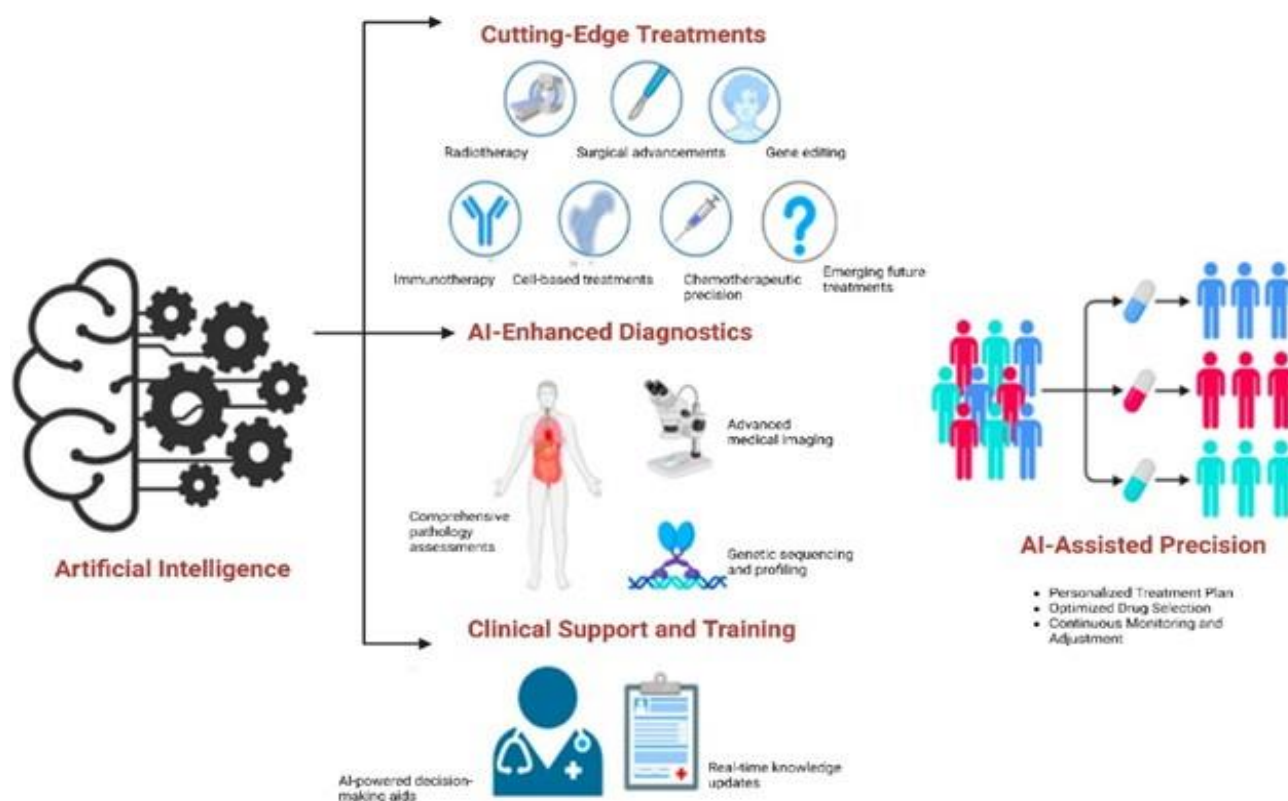 Cutting-Edge Treatments
Radiotherapy
Surgical advancements
Gene editing
Immunotherapy
Cell-based treatments
Chemotherapeutic
precision
Emerging future
treatments
AI-Enhanced Diagnostics
Advanced
medical imaging
Comprehensive
pathology
assessments
Genetic sequencing
and profiling
Artificial Intelligence
Clinical Support and Training
AI-powered decision-
making aids
Real-time knowledge
updates
AI-Assisted Precision
• Personalized Treatment Plan
• Optimized Drug Selection
• Continuous Monitoring and
Adjustment